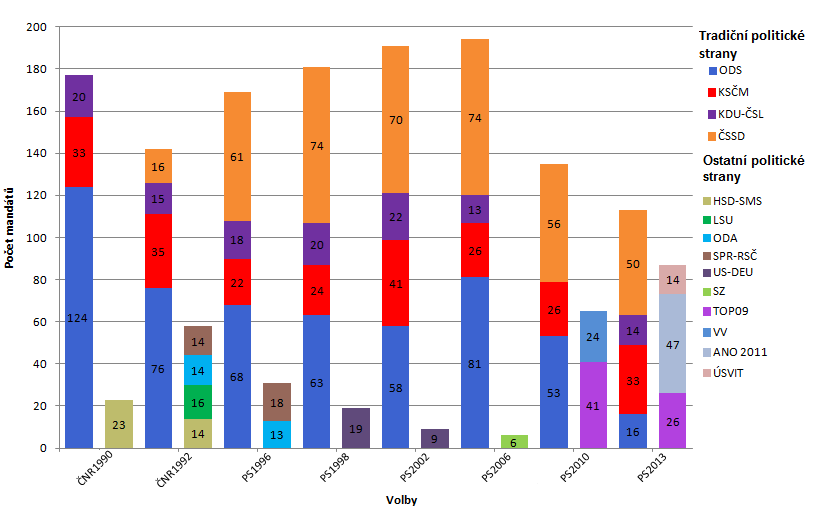 200
180
160
140
120
100
80
60
40
20
0
Počet mandátů
20
33
124
23
16
15
35
76
14
14
16
14
61
18
22
68
18
13
74
20
24
63
19
70
22
41
58
9
74
13
26
81
6
56
26
53
24
41
50
14
33
16
14
47
26
ČNR1990
ČNR1992
PS1996
PS1998
PS2002
PS2006
PS2010
PS2013
Volby
Tradiční politické
strany
ODS
KSČM
KDU-ČSL
ČSSD
Ostatní politické
strany
HSD-SMS
LSU
ODA
SPR-RSČ
US-DEU
SZ
TOP09
VV
ANO 2011
ÚSVIT